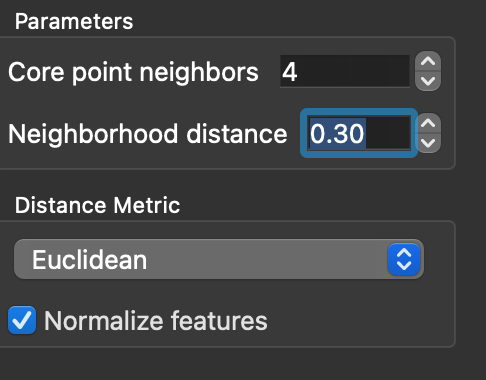 Parameters
Core point neighbors 4
Neighborhood distance 0.30
Distance Metric
Euclidean
Normalize features